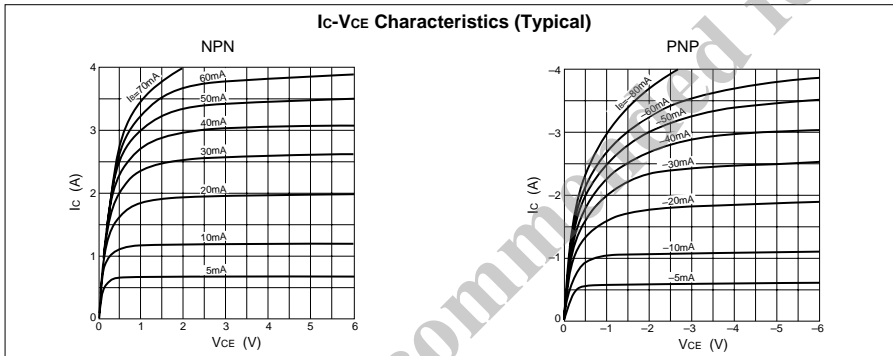 Ic-VCE Characteristics (Typical)
NPN
4
3
2
1
0
IC (A)
0
1
2
3
4
5
6
VCE (V)
IB=70mA
60mA
50mA
40mA
30mA
20mA
10mA
5mA
PNP
–4
–3
–2
–1
0
IC (A)
0
–1
–2
–3
–4
–5
–6
VCE (V)
IB=–80mA
–60mA
–50mA
–40mA
–30mA
–20mA
–10mA
–5mA
commended